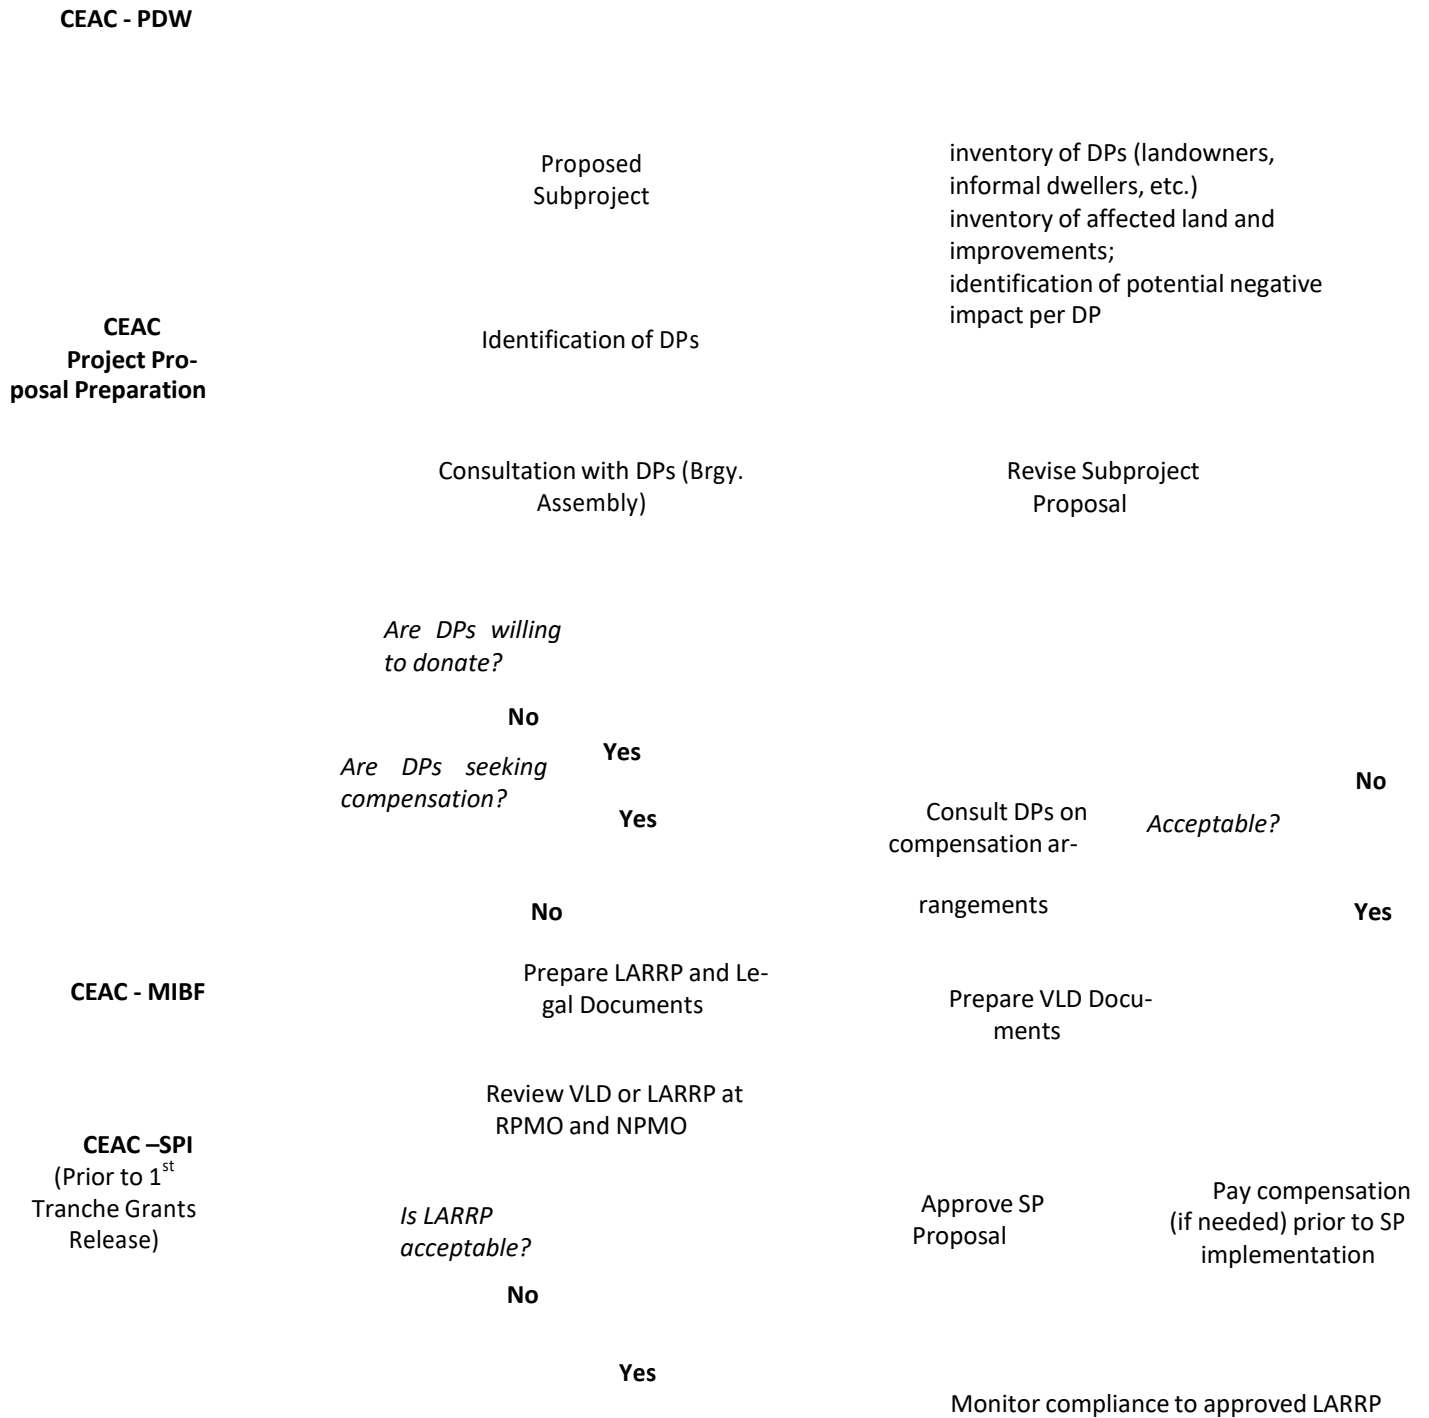 CEAC - PDW
Proposed
Subproject
inventory of DPs (landowners,
informal dwellers, etc.)
inventory of affected land and
improvements;
identification of potential negative
impact per DP
CEAC
Project Pro-
posal Preparation
Identification of DPs
Consultation with DPs (Brgy.
Assembly)
Revise Subproject
Proposal
Are DPs willing
to donate?
No
Yes
Are DPs seeking
compensation?
Yes
Consult DPs on
compensation ar-
rangements
Acceptable?
No
Yes
No
CEAC - MIBF
Prepare LARRP and Le-
gal Documents
Prepare VLD Docu-
ments
Review VLD or LARRP at
RPMO and NPMO
CEAC –SPI
(Prior to 1st
Tranche Grants
Release)
Is LARRP
acceptable?
Approve SP
Proposal
Pay compensation
(if needed) prior to SP
implementation
No
Yes
Monitor compliance to approved LARRP